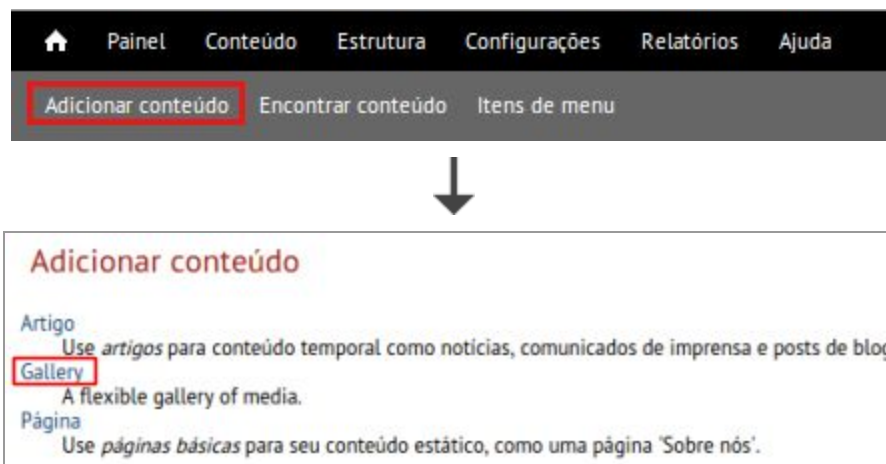 Painel Conteúdo Estrutura Configurações Relatórios Ajuda
Adicionar conteúdo Encontrar conteúdo Itens de menu
Adicionar conteúdo
Artigo
Use artigos para conteúdo temporal como notícias, comunicados de imprensa e posts de blog
Gallery
A flexible gallery of media.
Página
Use páginas básicas para seu conteúdo estático, como uma página 'Sobre nós'.